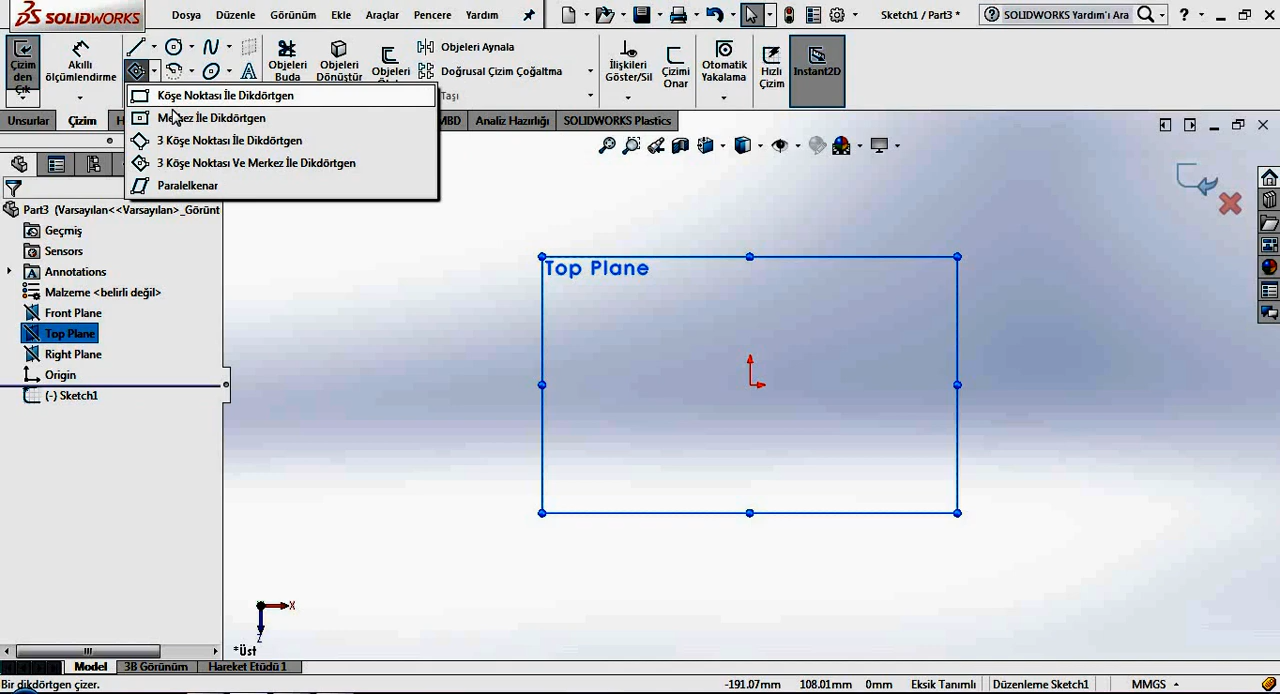 SOLIDWORKS
Dosya Düzenle Görünüm Ekle Araçlar Pencere Yardım
Sketch1 / Part3 *
SOLIDWORKS Yardım'ı Ara
Çizim
den
Çık
Akıllı
ölçümlendirme
Objeleri
Buda
Objeleri
Dönüştür
Objeleri
Objeleri Aynala
Doğrusal Çizim Çoğaltma
Taşı
İlişkileri
Göster/Sil
Çizimi
Onar
Otomatik
Yakalama
Hızlı
Çizim
Instant2D
Köşe Noktası İle Dikdörtgen
Merkez İle Dikdörtgen
3 Köşe Noktası İle Dikdörtgen
3 Köşe Noktası Ve Merkez İle Dikdörtgen
Paralelkenar
Unsurlar Çizim H MBD Analiz Hazırlığı SOLIDWORKS Plastics
Part3 (Varsayılan<<Varsayılan>_Görünt
Geçmiş
Sensors
Annotations
Malzeme <belirli değil>
Front Plane
Top Plane
Right Plane
Origin
(-) Sketch1
Top Plane
X
Z
*Üst
Model 3B Görünüm Hareket Etüdü 1
Bir dikdörtgen çizer.
-191.07mm 108.01mm 0mm Eksik Tanımlı Düzenleme Sketch1 MMGS